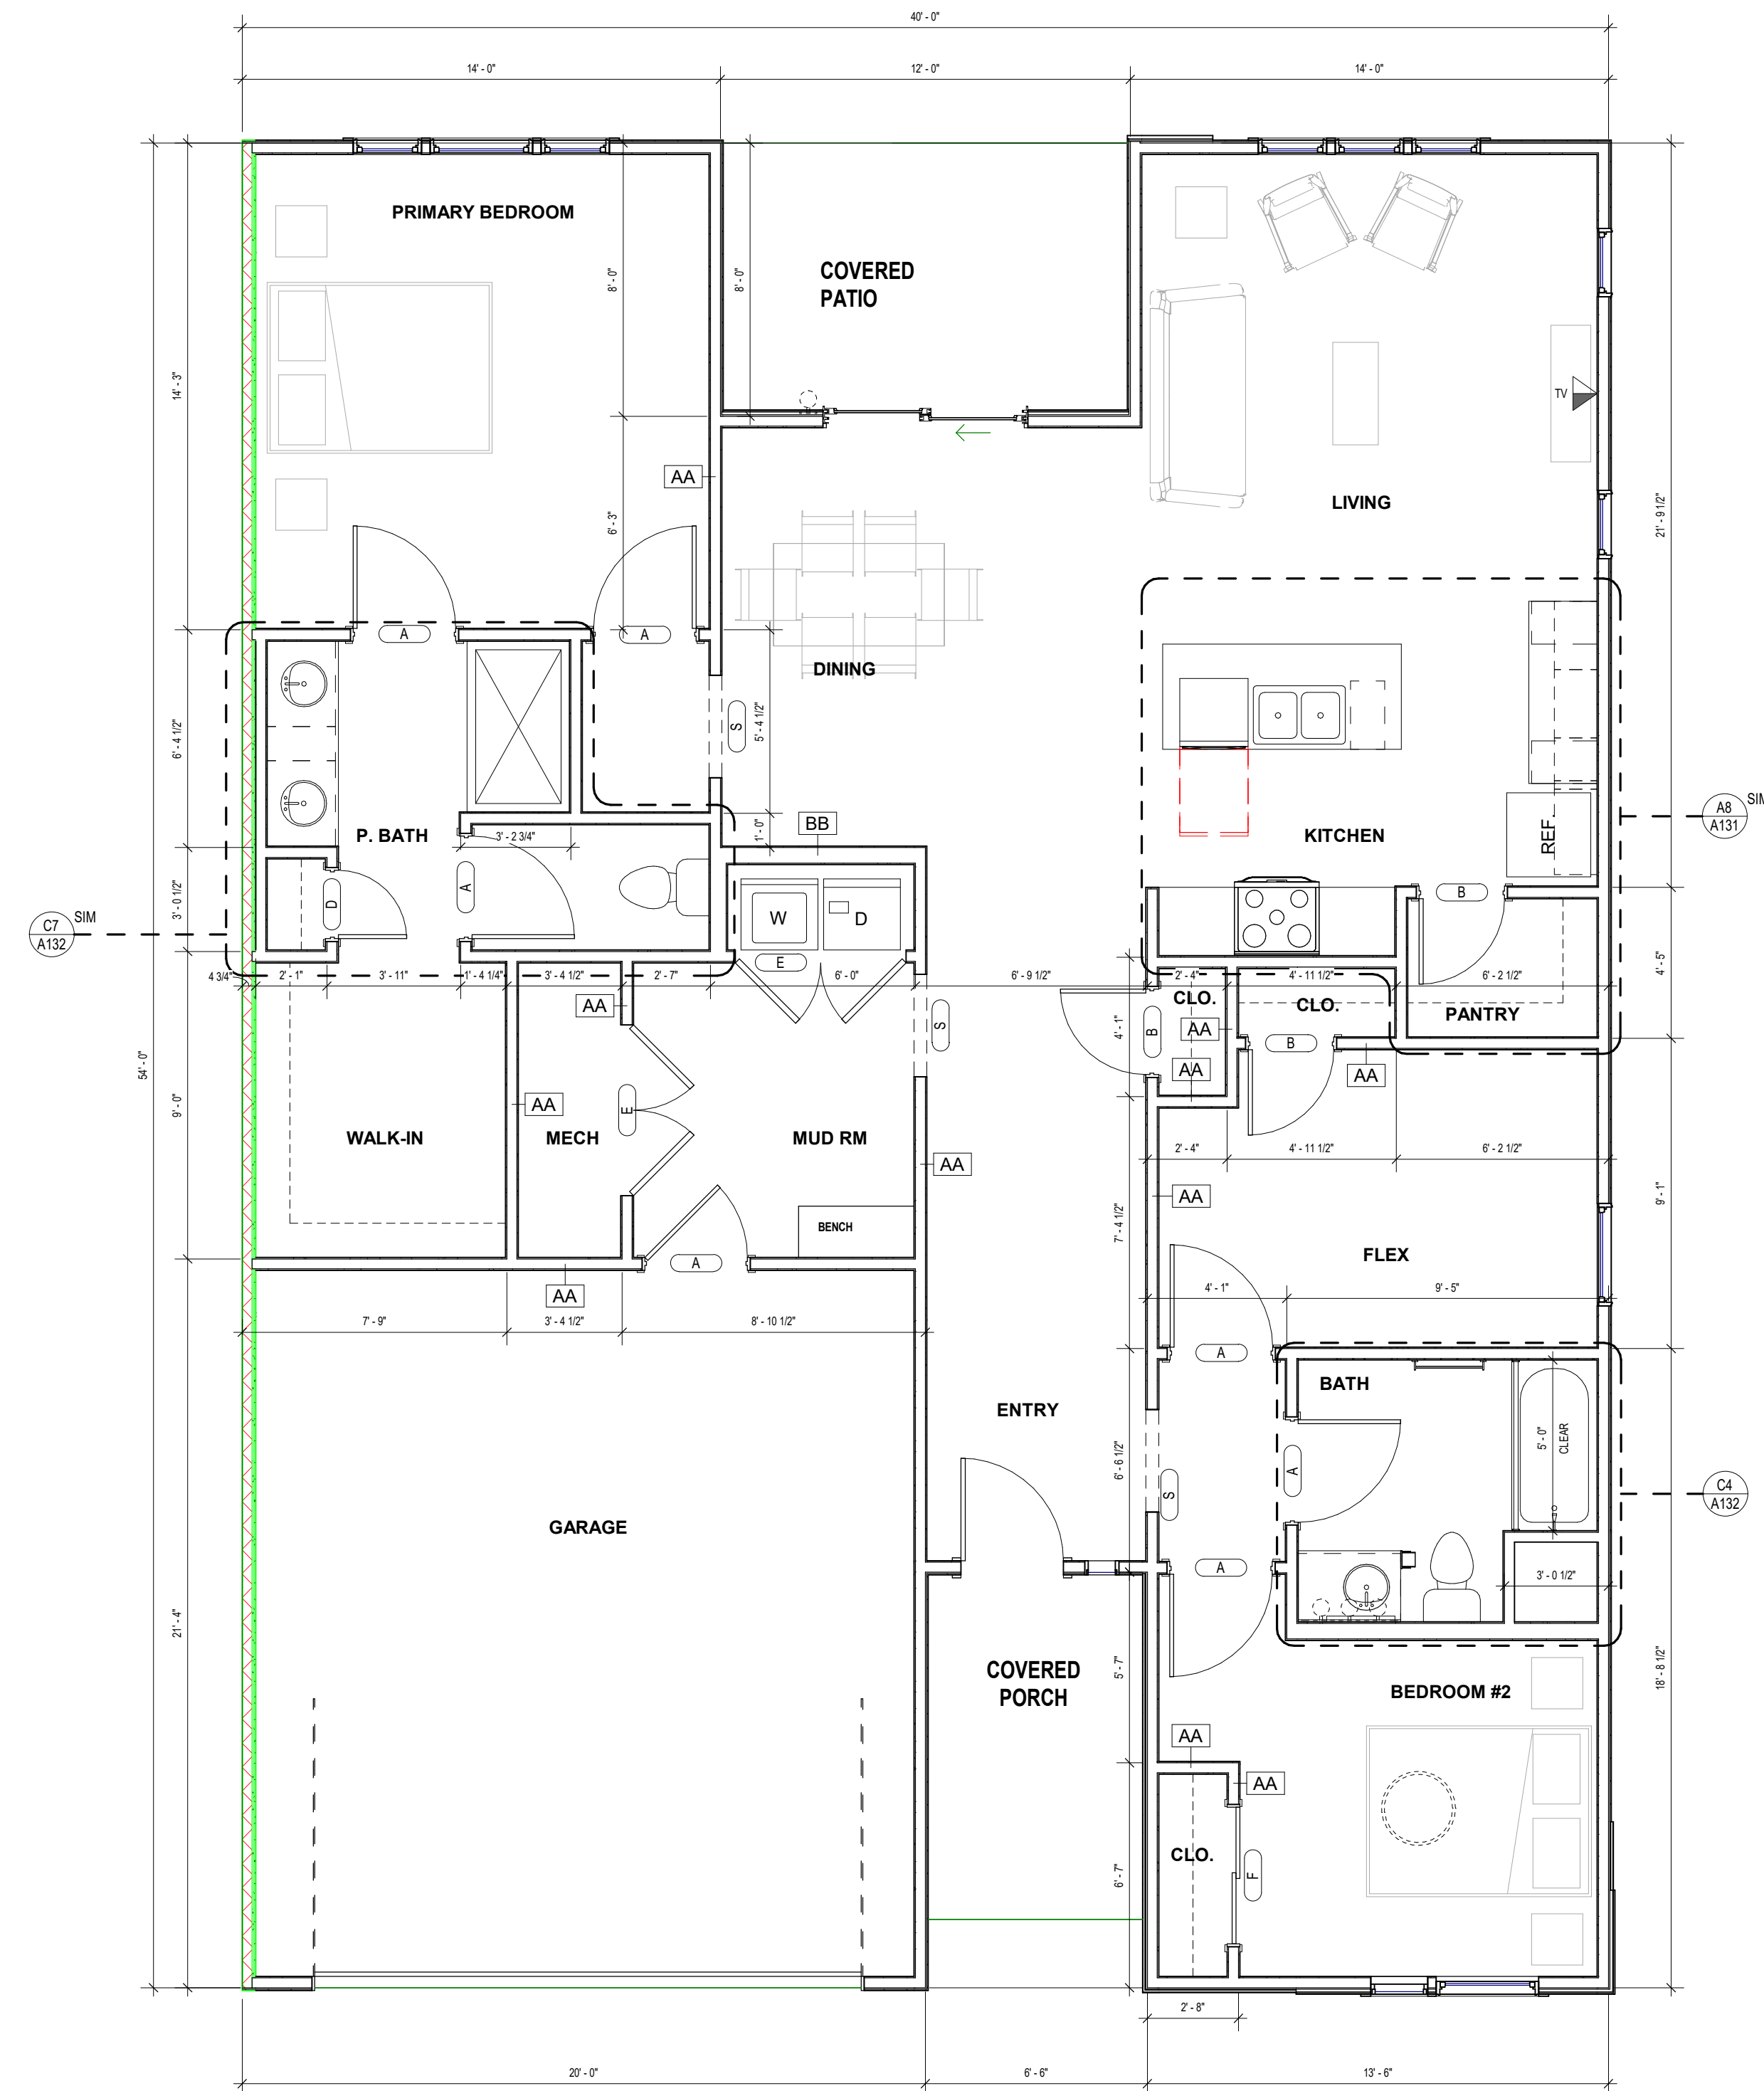 40' - 0"
14' - 0"
12' - 0"
14' - 0"
PRIMARY BEDROOM
COVERED
PATIO
8' - 0"
8' - 0"
14' - 3"
TV
AA
LIVING
21' - 9 1/2"
6' - 3"
A
A
DINING
S
5' - 4 1/2"
6' - 4 1/2"
A8
A131
SIM
P. BATH
3' - 2 3/4"
1' - 0"
BB
KITCHEN
REF.
3' - 0 1/2"
D
A
W
D
B
C7
A132
SIM
E
4 3/4"
2' - 1"
3' - 11"
1' - 4 1/4"
3' - 4 1/2"
2' - 7"
6' - 0"
6' - 9 1/2"
2' - 4"
4' - 11 1/2"
6' - 2 1/2"
4' - 5"
CLO.
CLO.
PANTRY
AA
S
4' - 1"
B
AA
B
AA
AA
54' - 0"
9' - 0"
AA
E
WALK-IN
MECH
MUD RM
AA
2' - 4"
4' - 11 1/2"
6' - 2 1/2"
AA
9' - 1"
7' - 4 1/2"
BENCH
FLEX
A
AA
4' - 1"
9' - 5"
7' - 9"
3' - 4 1/2"
8' - 10 1/2"
A
BATH
ENTRY
5' - 0"
CLEAR
6' - 6 1/2"
A
S
C4
A132
GARAGE
A
3' - 0 1/2"
21' - 4"
COVERED
PORCH
5' - 7"
BEDROOM #2
18' - 8 1/2"
AA
AA
CLO.
F
6' - 7"
2' - 8"
20' - 0"
6' - 6"
13' - 6"